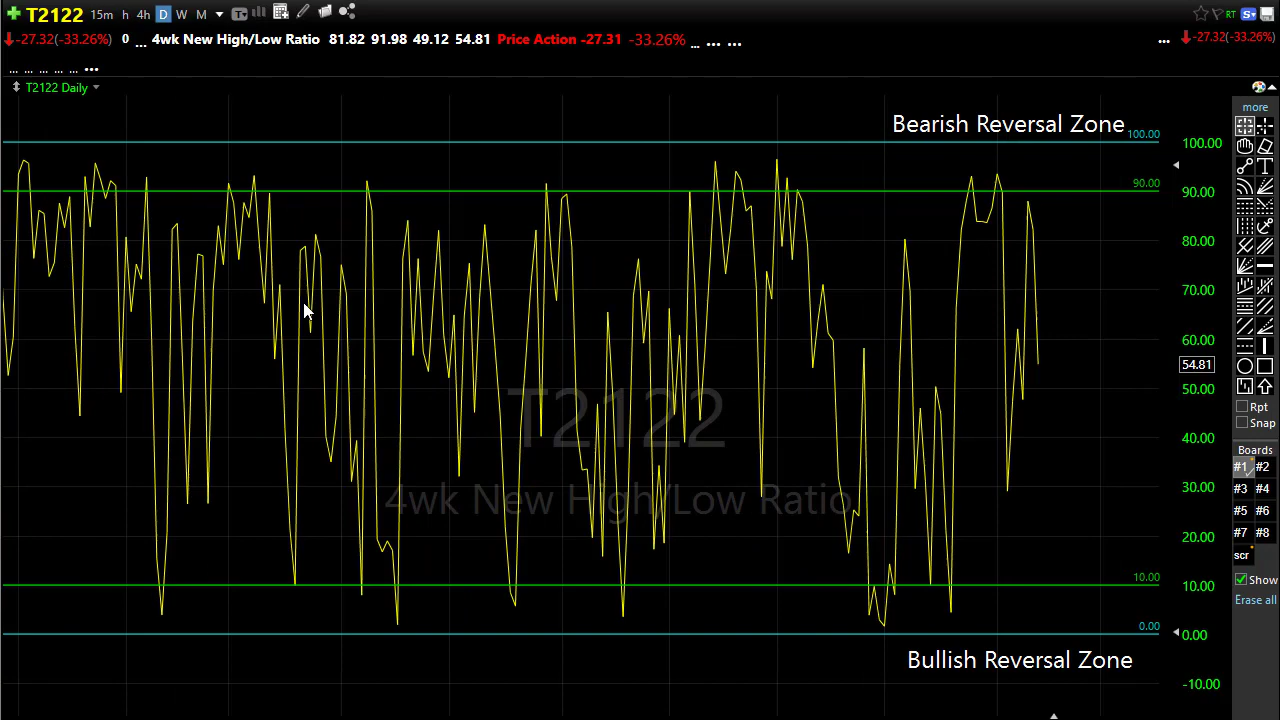 T2122 15m h 4h D W M RT S
-27.32(-33.26%) 0 ... 4wk New High/Low Ratio 81.82 91.98 49.12 54.81 Price Action -27.31 -33.26% ... ... ... ... -27.32(-33.26%)
... ... ... ... ... ...
T2122 Daily
more
Bearish Reversal Zone
100.00
100.00
90.00
90.00
80.00
70.00
60.00
54.81
50.00
T2122
40.00
4wk New High/Low Ratio
30.00
20.00
10.00
10.00
0.00
0.00
Bullish Reversal Zone
-10.00
T
Rpt
Snap
Boards
#1 #2
#3 #4
#5 #6
#7 #8
scr
Show
Erase all